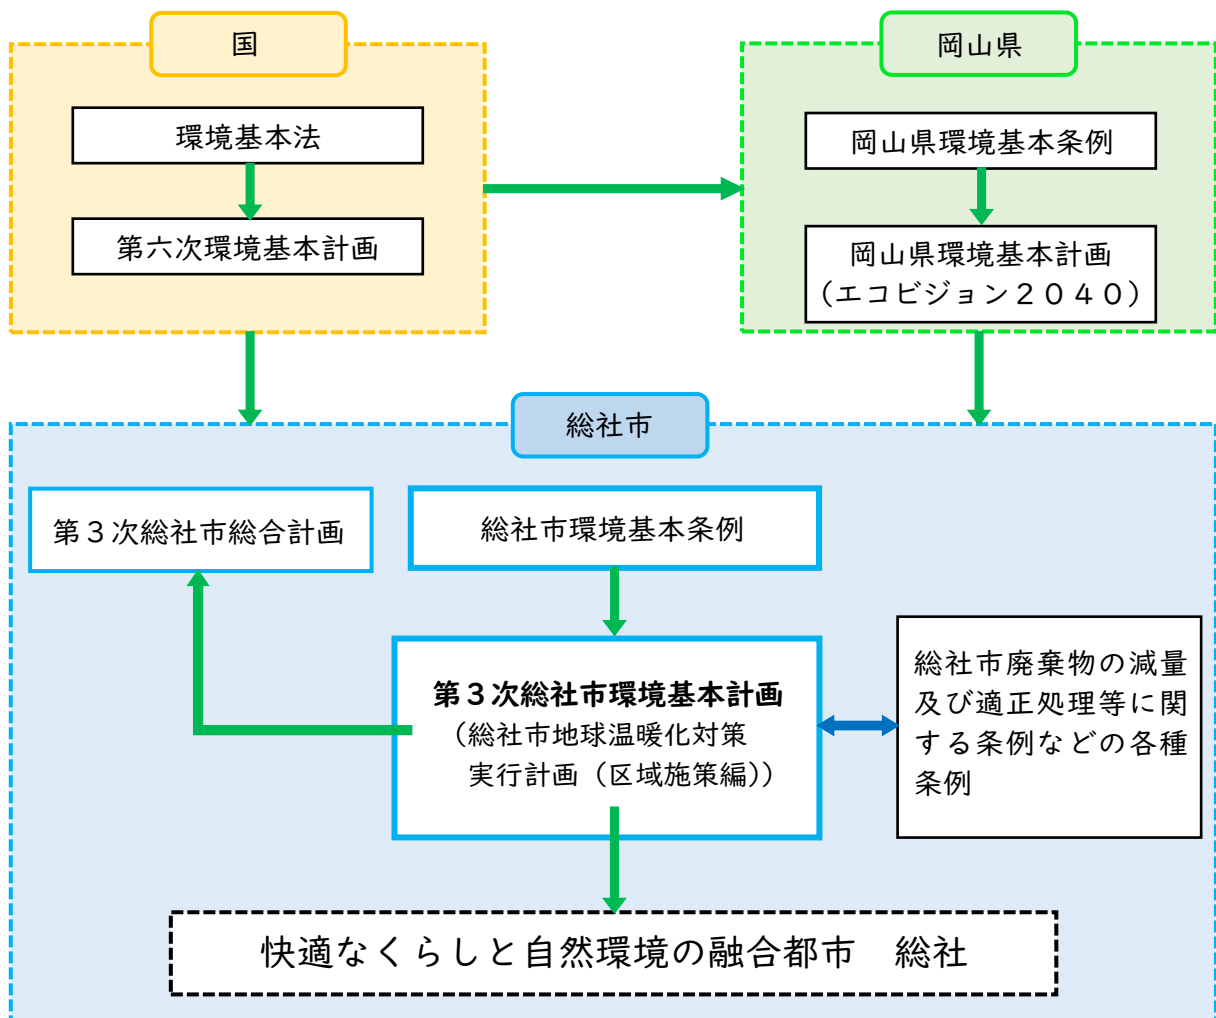 国
環境基本法
第六次環境基本計画
岡山県
岡山県環境基本条例
岡山県環境基本計画
（エコビジョン２０４０）
総社市
第３次総社市総合計画
総社市環境基本条例
第３次総社市環境基本計画
（総社市地球温暖化対策
実行計画（区域施策編））
総社市廃棄物の減量
及び適正処理等に関
する条例などの各種
条例
快適なくらしと自然環境の融合都市　総社